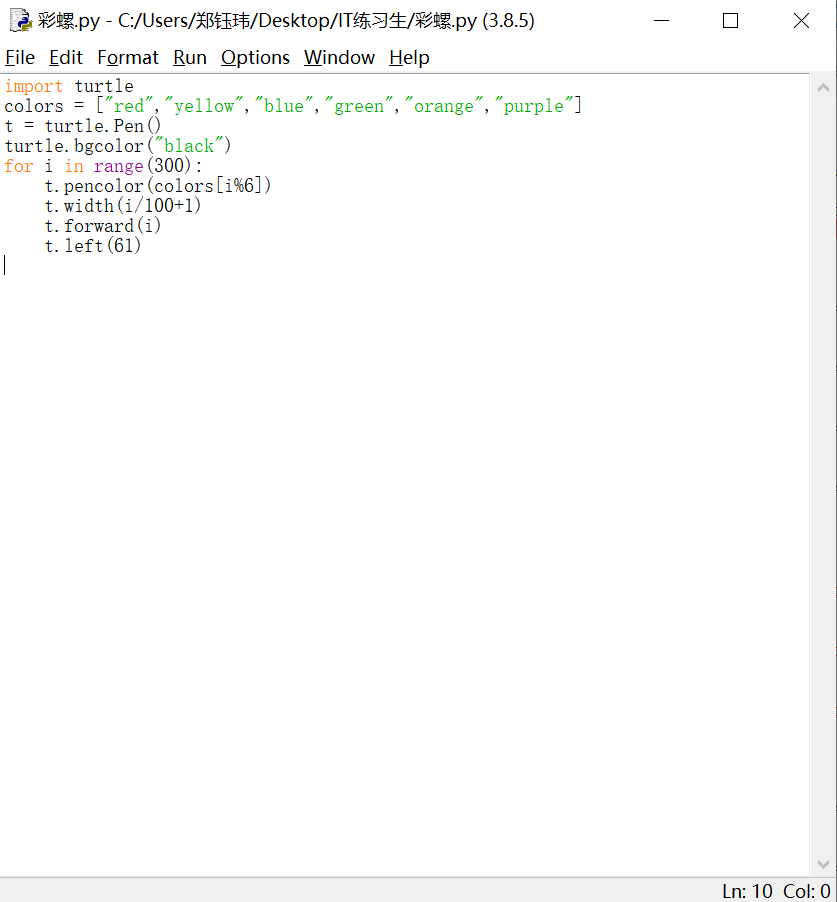 彩螺.py - C:/Users/郑钰玮/Desktop/IT练习生/彩螺.py (3.8.5)
File Edit Format Run Options Window Help
import turtle
colors = ["red","yellow","blue","green","orange","purple"]
t = turtle.Pen()
turtle.bgcolor("black")
for i in range(300):
    t.pencolor(colors[i%6])
    t.width(i/100+1)
    t.forward(i)
    t.left(61)
Ln: 10 Col: 0